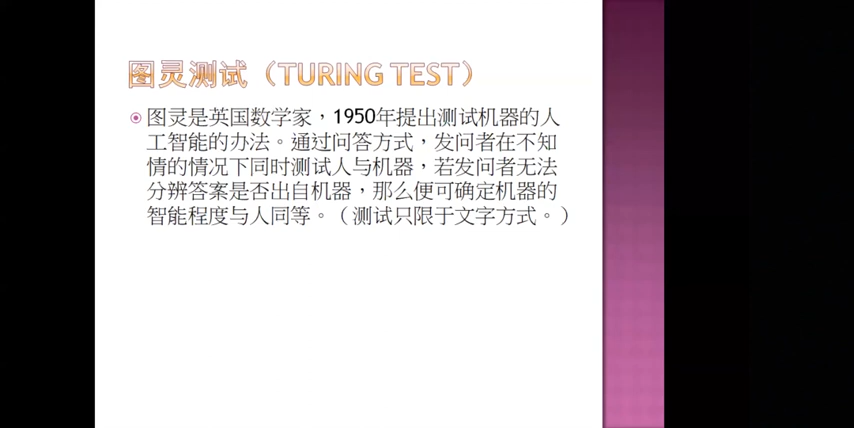 图灵测试（TURING TEST）
图灵是英国数学家，1950年提出测试机器的人
工智能的办法。通过问答方式，发问者在不知
情的情况下同时测试人与机器，若发问者无法
分辨答案是否出自机器，那么便可确定机器的
智能程度与人同等。（测试只限于文字方式。）